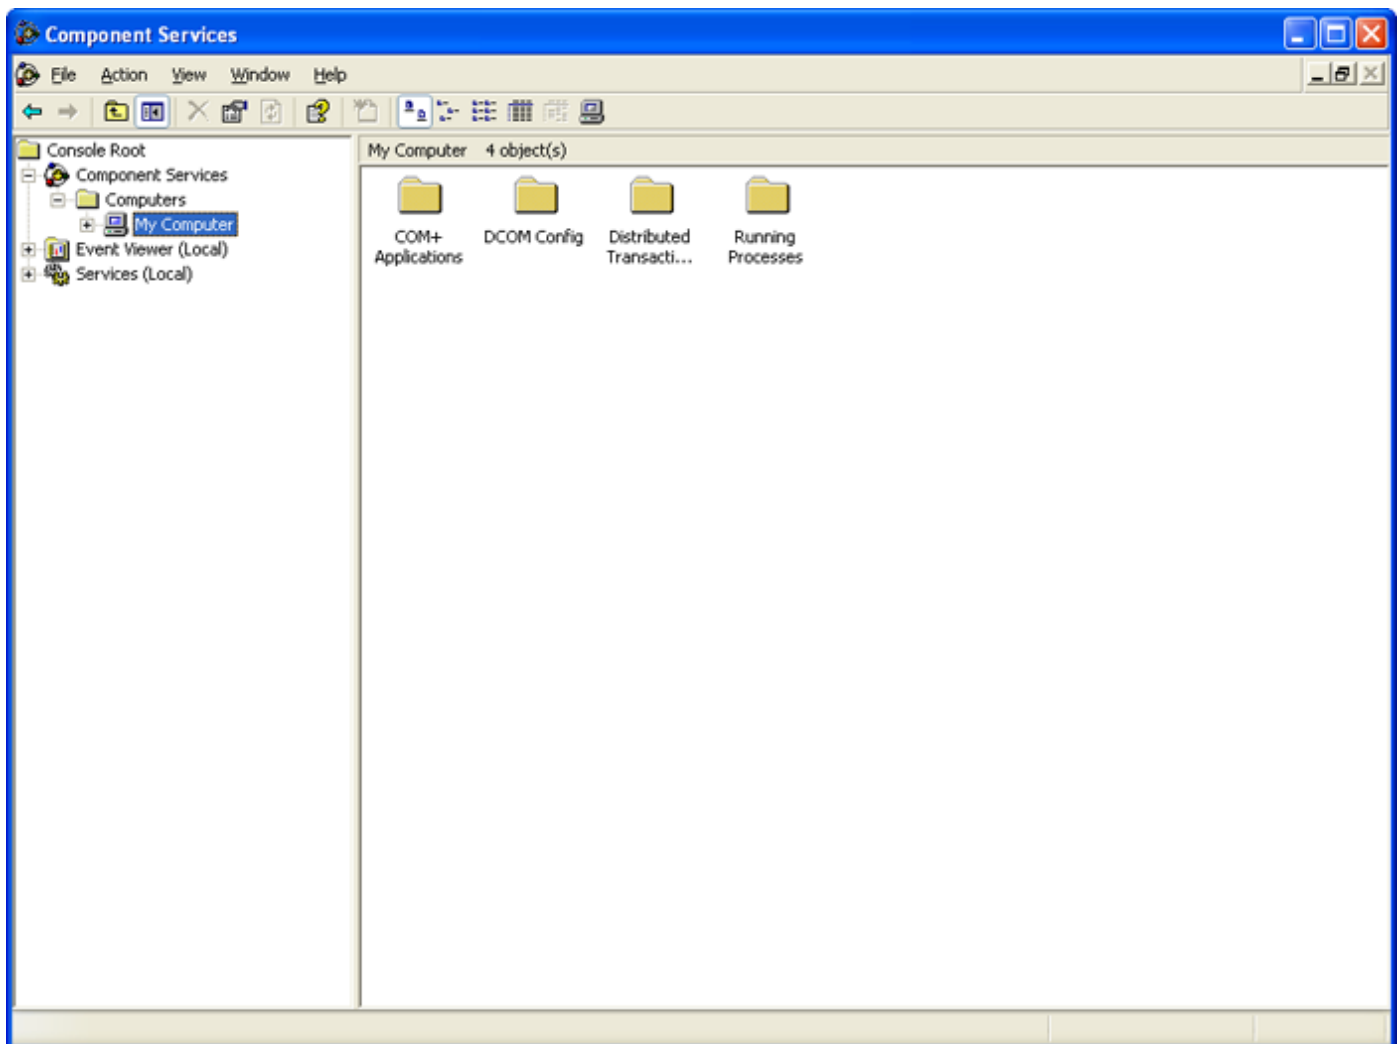 Component Services
File Action View Window Help
Console Root
Component Services
Computers
My Computer
Event Viewer (Local)
Services (Local)
My Computer 4 object(s)
COM+
Applications
DCOM Config
Distributed
Transacti...
Running
Processes